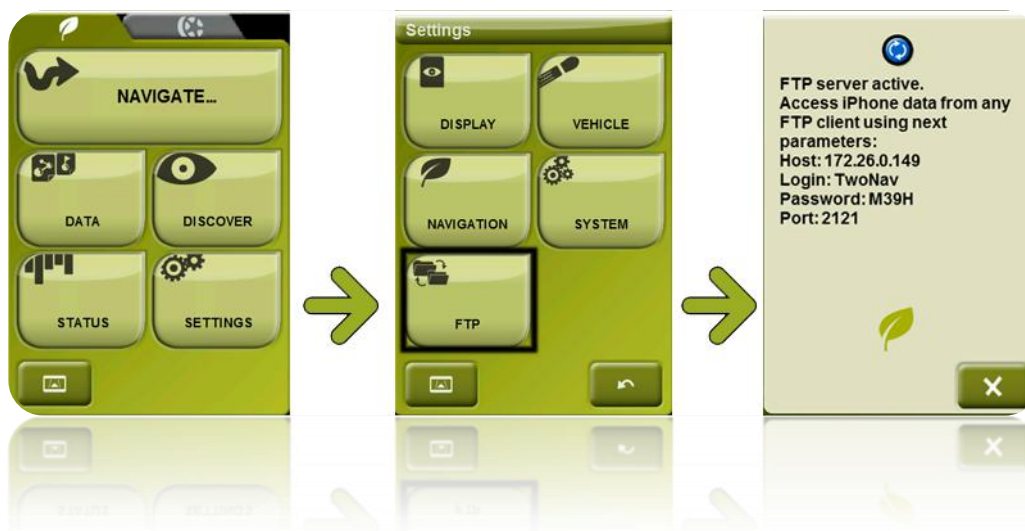 NAVIGATE...
DATA
DISCOVER
STATUS
SETTINGS
Settings
DISPLAY
VEHICLE
NAVIGATION
SYSTEM
FTP
FTP server active.
Access iPhone data from any
FTP client using next
parameters:
Host: 172.26.0.149
Login: TwoNav
Password: M39H
Port: 2121